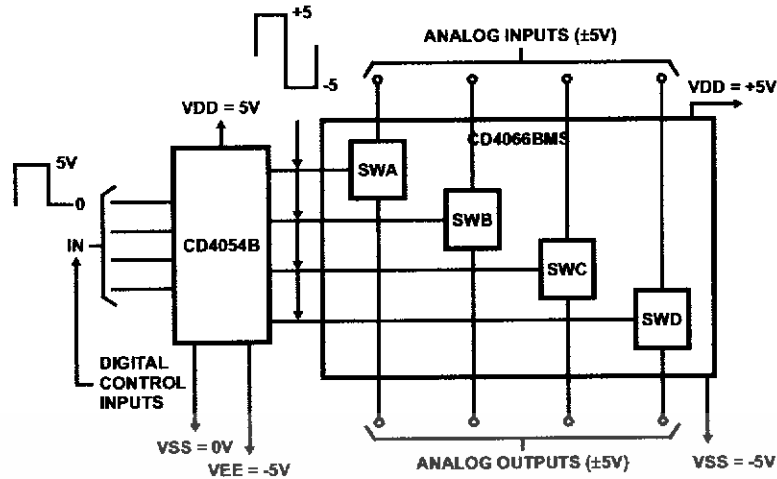 +5
-5
ANALOG INPUTS (±5V)
VDD = +5V
VDD = 5V
CD4066BMS
5V
0
IN
CD4054B
SWA
SWB
SWC
SWD
DIGITAL
CONTROL
INPUTS
VSS = 0V
VEE = -5V
ANALOG OUTPUTS (±5V)
VSS = -5V